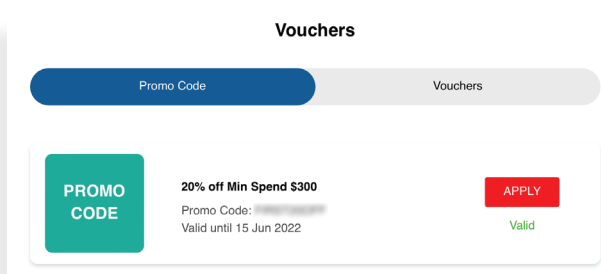 Vouchers
Promo Code
Vouchers
PROMO
CODE
20% off Min Spend $300
Promo Code:
Valid until 15 Jun 2022
APPLY
Valid